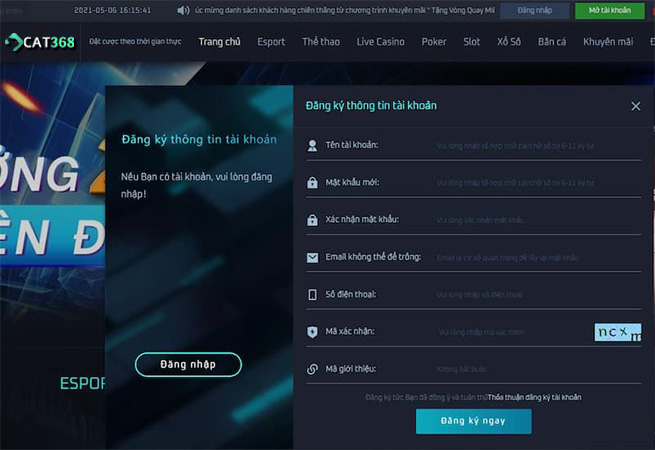 2021-05-06 16:15:41
úc mừng danh sách khách hàng chiến thắng từ chương trình khuyến mãi " Tặng Vòng Quay Mi
Đăng nhập
Mở tài khoản
CAT368
Đặt cược theo thời gian thực
Trang chủ
Esport
Thể thao
Live Casino
Poker
Slot
Xổ Số
Bắn cá
Khuyến mãi
Đăng ký thông tin tài khoản
Nếu Bạn có tài khoản, vui lòng đăng
nhập!
Đăng nhập
Đăng ký thông tin tài khoản
Tên tài khoản:
Vui lòng nhập tổ hợp chữ cái/chữ số từ 6-11 ký tự
Mật khẩu mới:
Vui lòng nhập tổ hợp chữ cái/chữ số từ 6-11 ký tự
Xác nhận mật khẩu:
Vui lòng xác nhận mật khẩu
Email không thể để trống:
Email là cơ sở quan trọng để lấy lại mật khẩu
Số điện thoại:
Vui lòng nhập số điện thoại
Mã xác nhận:
Vui lòng nhập mã xác minh
ncxm
Mã giới thiệu:
Không bắt buộc
Đăng ký tức Bạn đã đồng ý và tuân thủ Thỏa thuận đăng ký tài khoản
Đăng ký ngay
ỞNG 2
ÊN Đ
ESPOR